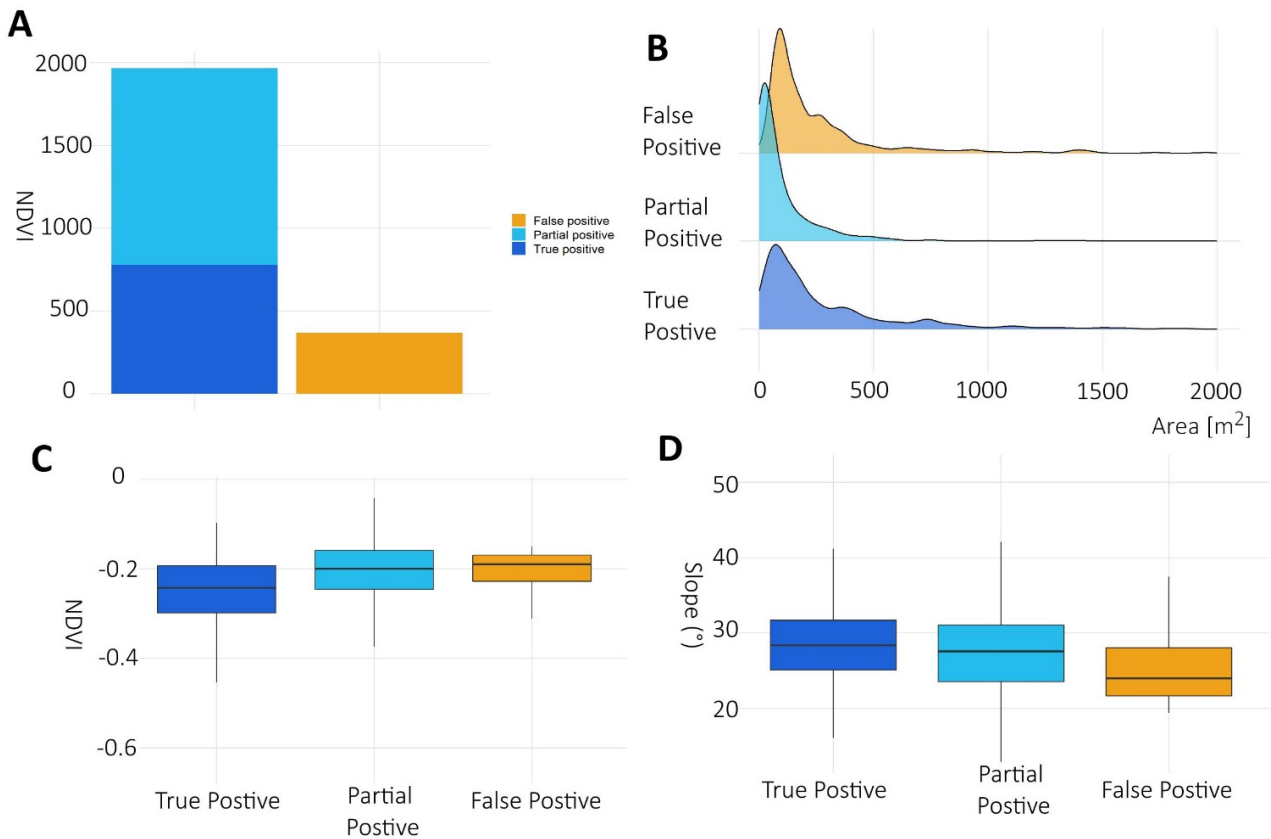 A
2000
1500
1000
500
0
NDVI
False positive
Partial positive
True positive
B
False
Positive
Partial
Positive
True
Postive
0 500 1000 1500 2000
Area [m²]
C
0
-0.2
-0.4
-0.6
NDVI
True Postive
Partial
Postive
False Postive
D
50
40
30
20
Slope (°)
True Postive
Partial
Postive
False Postive